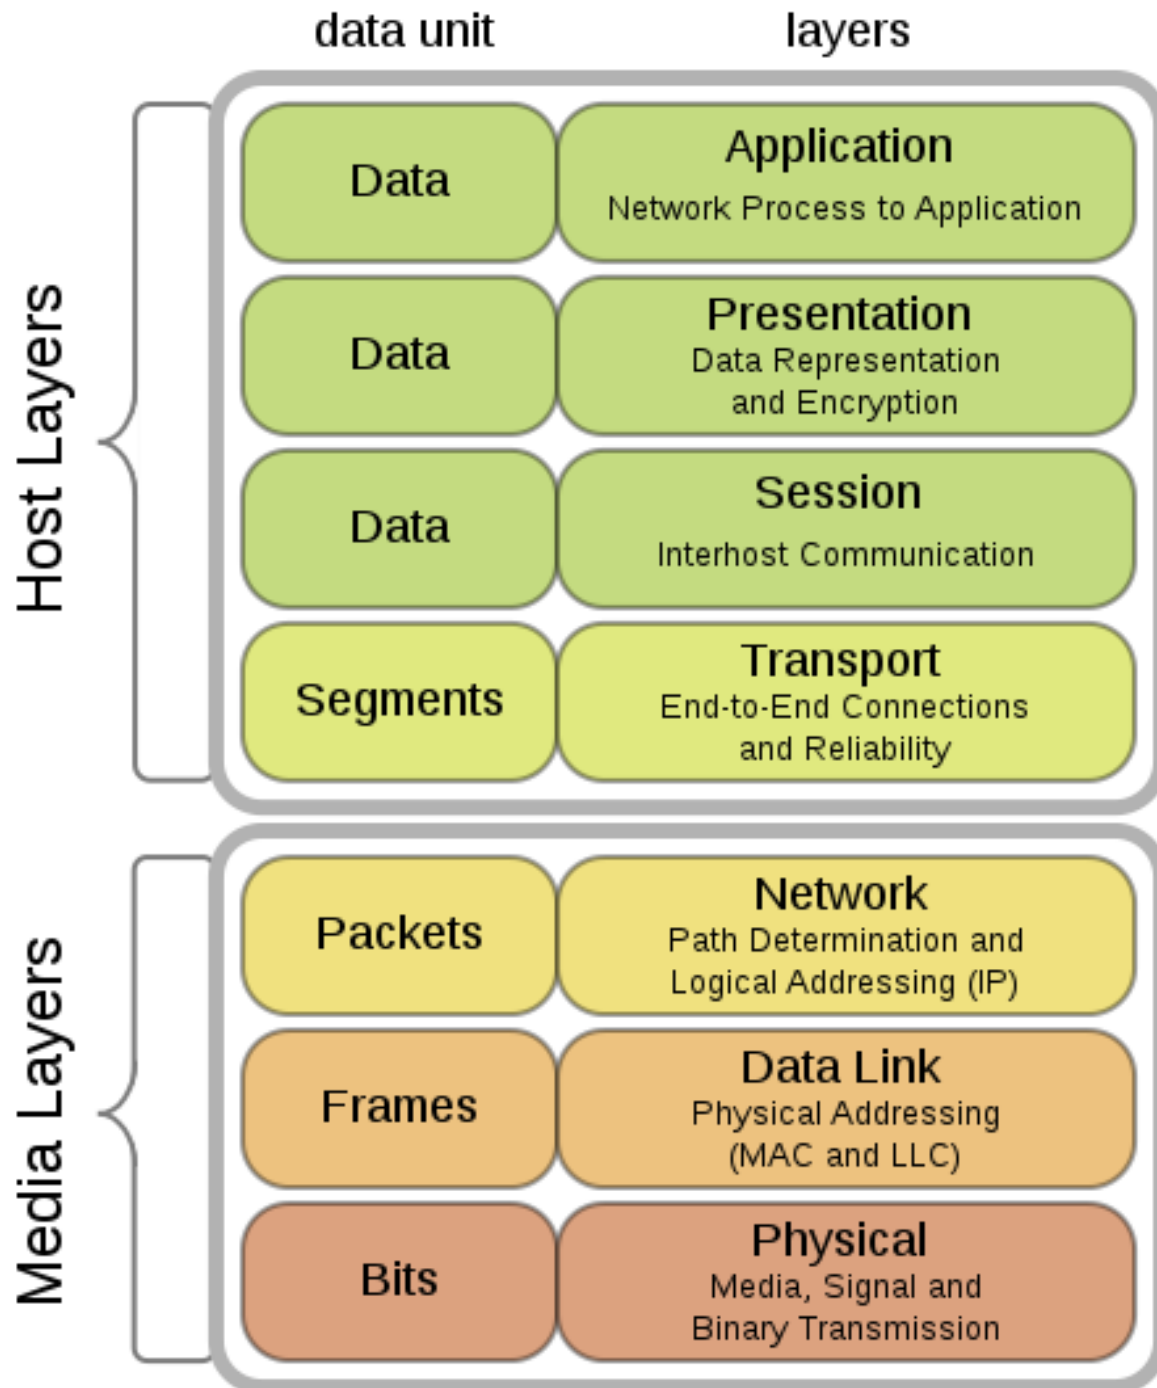 data unit layers
Host Layers
Data
Application
Network Process to Application
Data
Presentation
Data Representation
and Encryption
Data
Session
Interhost Communication
Segments
Transport
End-to-End Connections
and Reliability
Media Layers
Packets
Network
Path Determination and
Logical Addressing (IP)
Frames
Data Link
Physical Addressing
(MAC and LLC)
Bits
Physical
Media, Signal and
Binary Transmission